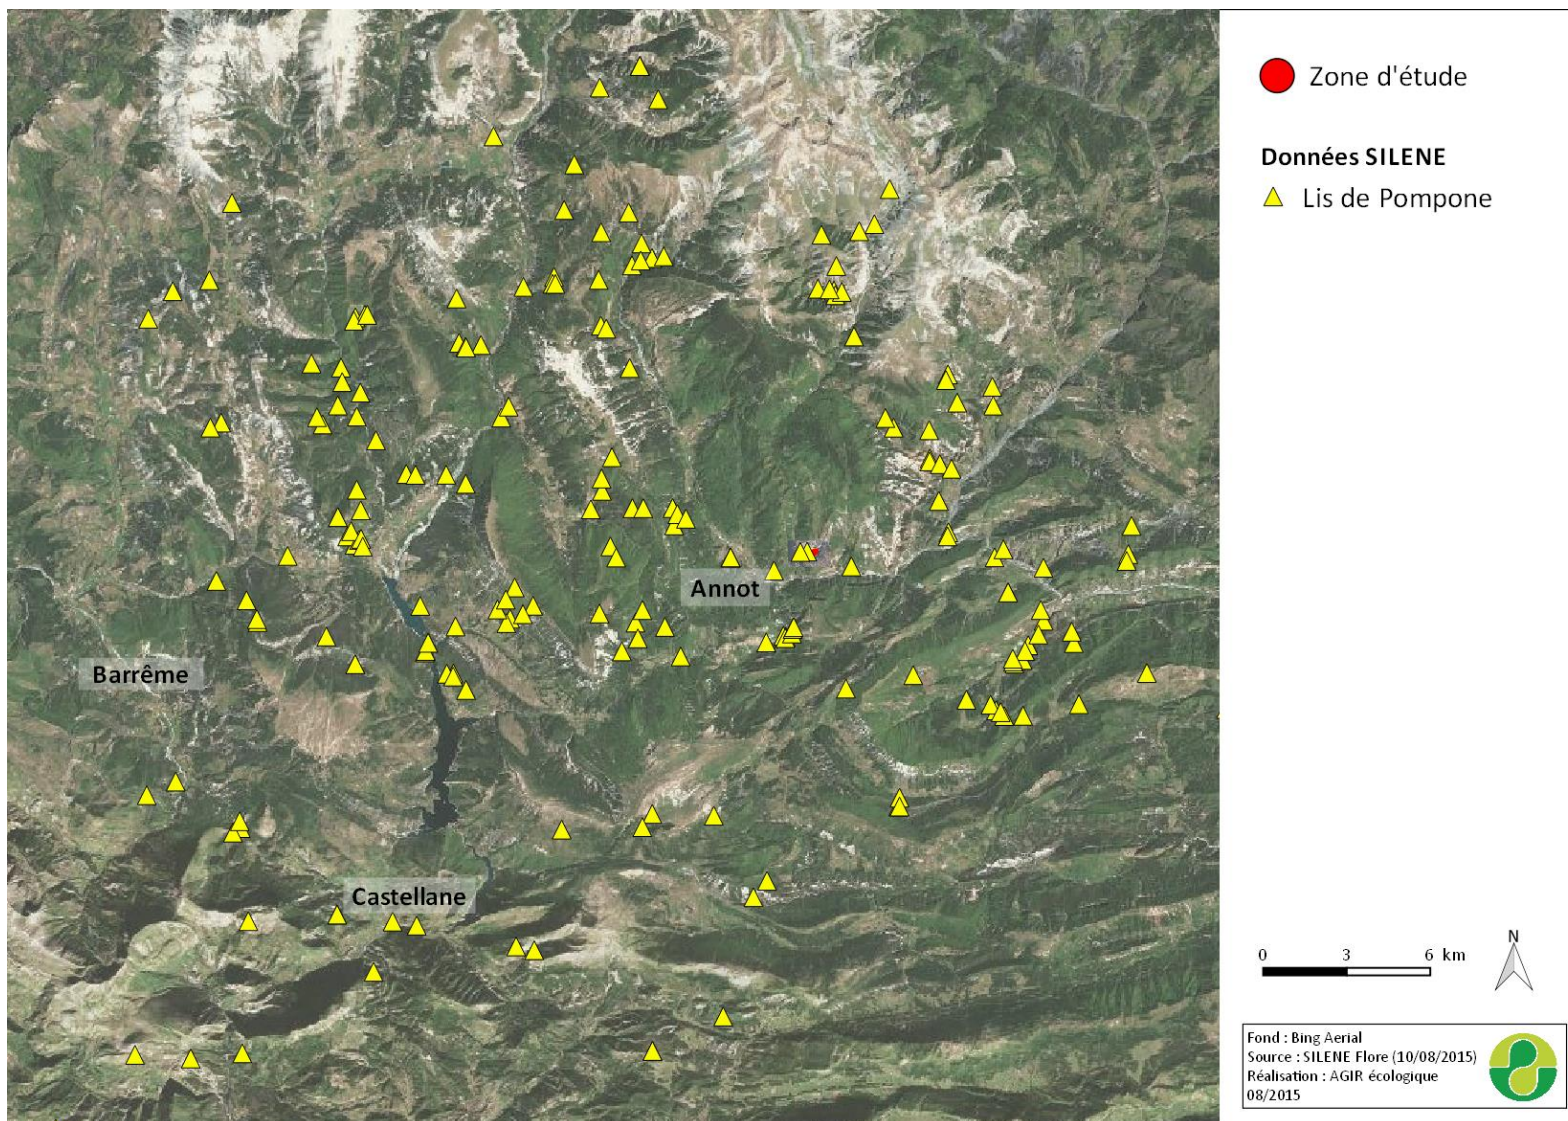 Zone d'étude
Données SILENE
Lis de Pompone
Annot
Barrême
Castellane
0 3 6 km
N
Fond : Bing Aerial
Source : SILENE Flore (10/08/2015)
Réalisation : AGIR écologique
08/2015